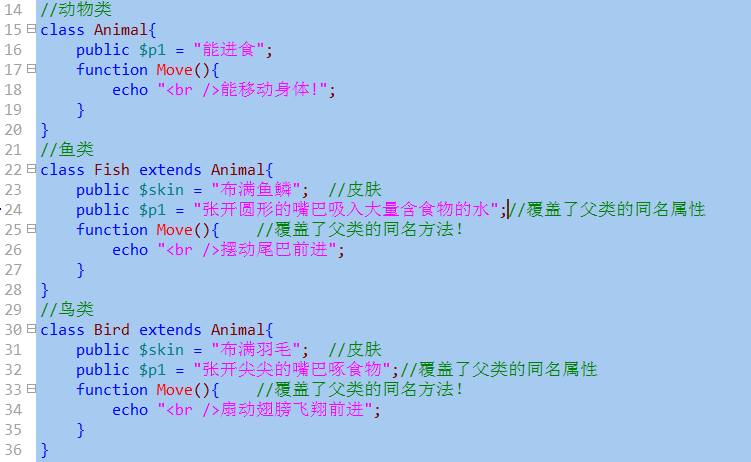 14 //动物类
15 class Animal{
16     public $p1 = "能进食";
17     function Move(){
18         echo "<br />能移动身体!";
19     }
20 }
21 //鱼类
22 class Fish extends Animal{
23     public $skin = "布满鱼鳞";  //皮肤
24     public $p1 = "张开圆形的嘴巴吸入大量含食物的水";//覆盖了父类的同名属性
25     function Move(){    //覆盖了父类的同名方法！
26         echo "<br />摆动尾巴前进";
27     }
28 }
29 //鸟类
30 class Bird extends Animal{
31     public $skin = "布满羽毛";  //皮肤
32     public $p1 = "张开尖尖的嘴巴啄食物";//覆盖了父类的同名属性
33     function Move(){    //覆盖了父类的同名方法！
34         echo "<br />扇动翅膀飞翔前进";
35     }
36 }